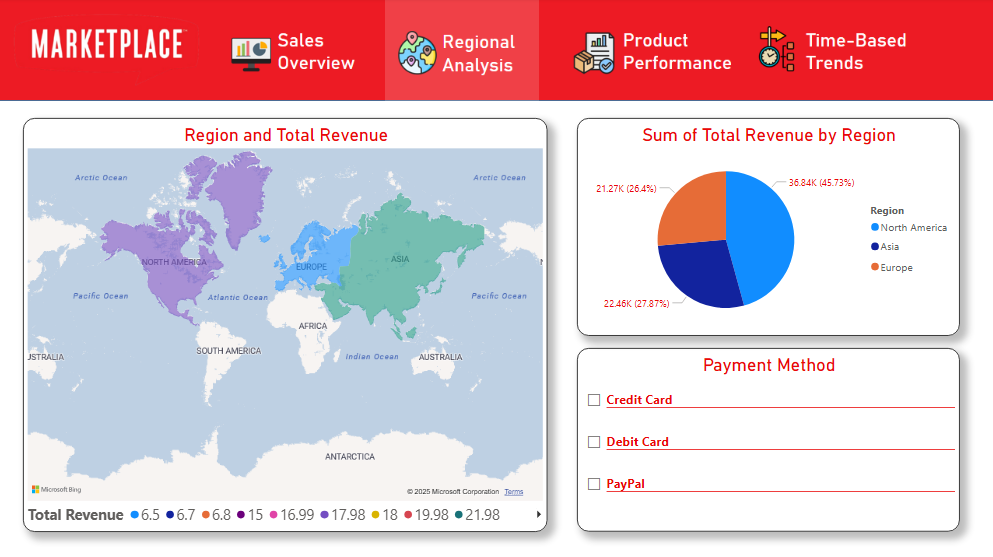 MARKETPLACE
Sales
Overview
Regional
Analysis
Product
Performance
Time-Based
Trends
Region and Total Revenue
Arctic Ocean
Arctic Ocean
NORTH AMERICA
EUROPE
ASIA
Pacific Ocean
Atlantic Ocean
Pacific Ocean
AFRICA
SOUTH AMERICA
Indian Ocean
AUSTRALIA
USTRALIA
ANTARCTICA
Microsoft Bing
© 2025 Microsoft Corporation Terms
Total Revenue 6.5 6.7 6.8 15 16.99 17.98 18 19.98 21.98
Sum of Total Revenue by Region
36.84K (45.73%)
21.27K (26.4%)
22.46K (27.87%)
Region
North America
Asia
Europe
Payment Method
Credit Card
Debit Card
PayPal